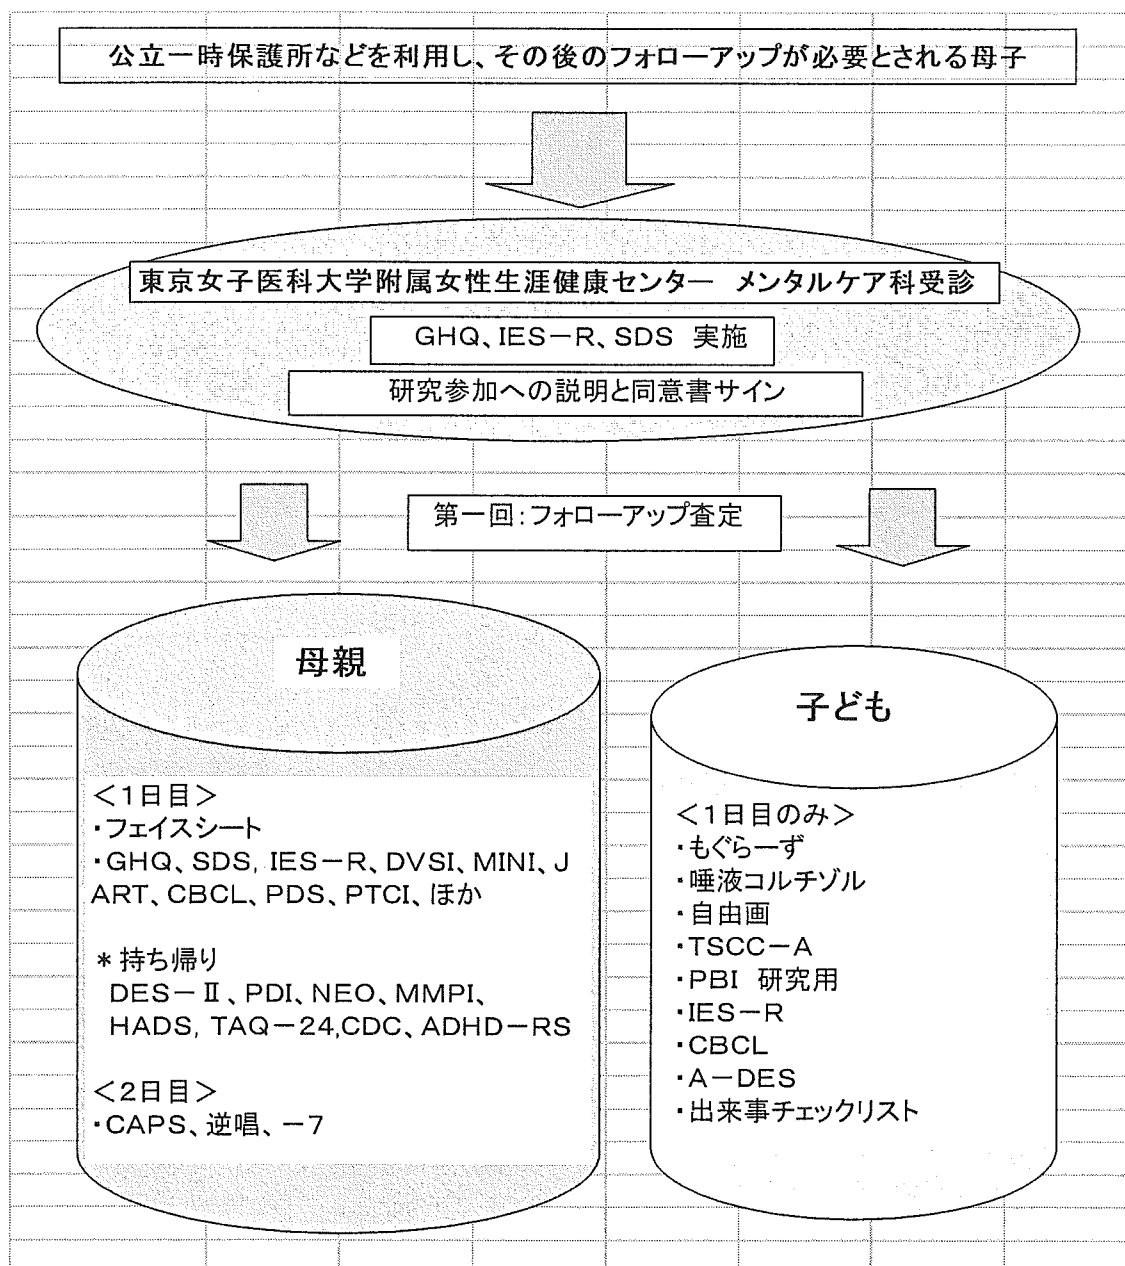 公立一時保護所などを利用し、その後のフォローアップが必要とされる母子
東京女子医科大学附属女性生涯健康センター　メンタルケア科受診
GHQ、IES－R、SDS 実施
研究参加への説明と同意書サイン
第一回：フォローアップ査定
母親
＜1日目＞
・フェイスシート
・GHQ、SDS, IES－R、DVSI、MINI、J
ART、CBCL、PDS、PTCI、ほか
＊持ち帰り
DES－Ⅱ、PDI、NEO、MMPI、
HADS, TAQ－24,CDC、ADHD－RS
＜2日目＞
・CAPS、逆唱、－7
子ども
＜1日目のみ＞
・もぐらーず
・唾液コルチゾル
・自由画
・TSCC－A
・PBI 研究用
・IES－R
・CBCL
・A－DES
・出来事チェックリスト